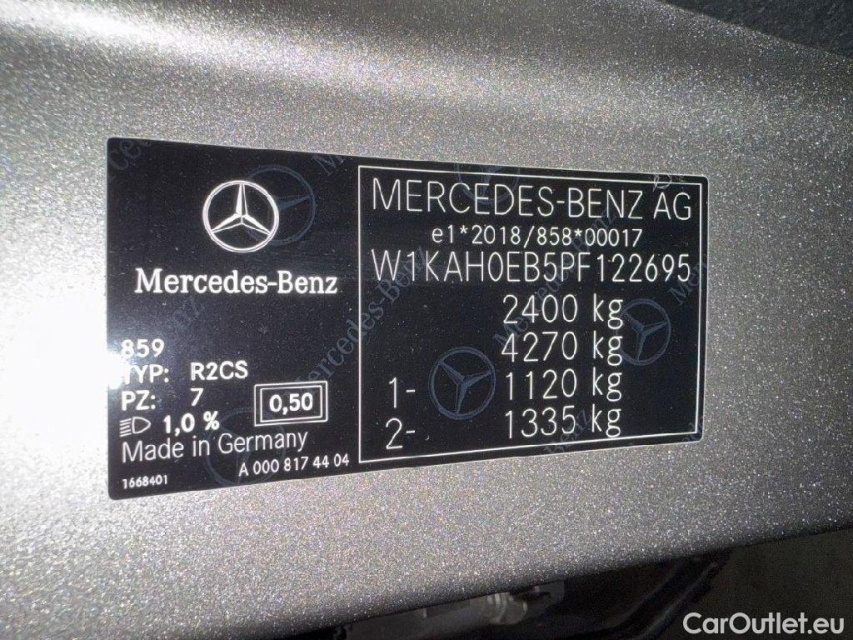 Mercedes-Benz
859
TYP: R2CS
PZ: 7
0,50
1,0 %
Made in Germany
A 000 817 44 04
1668401
MERCEDES-BENZ AG
e1*2018/858*00017
W1KAH0EB5PF122695
2400 kg
4270 kg
1- 1120 kg
2- 1335 kg
CarOutlet.eu